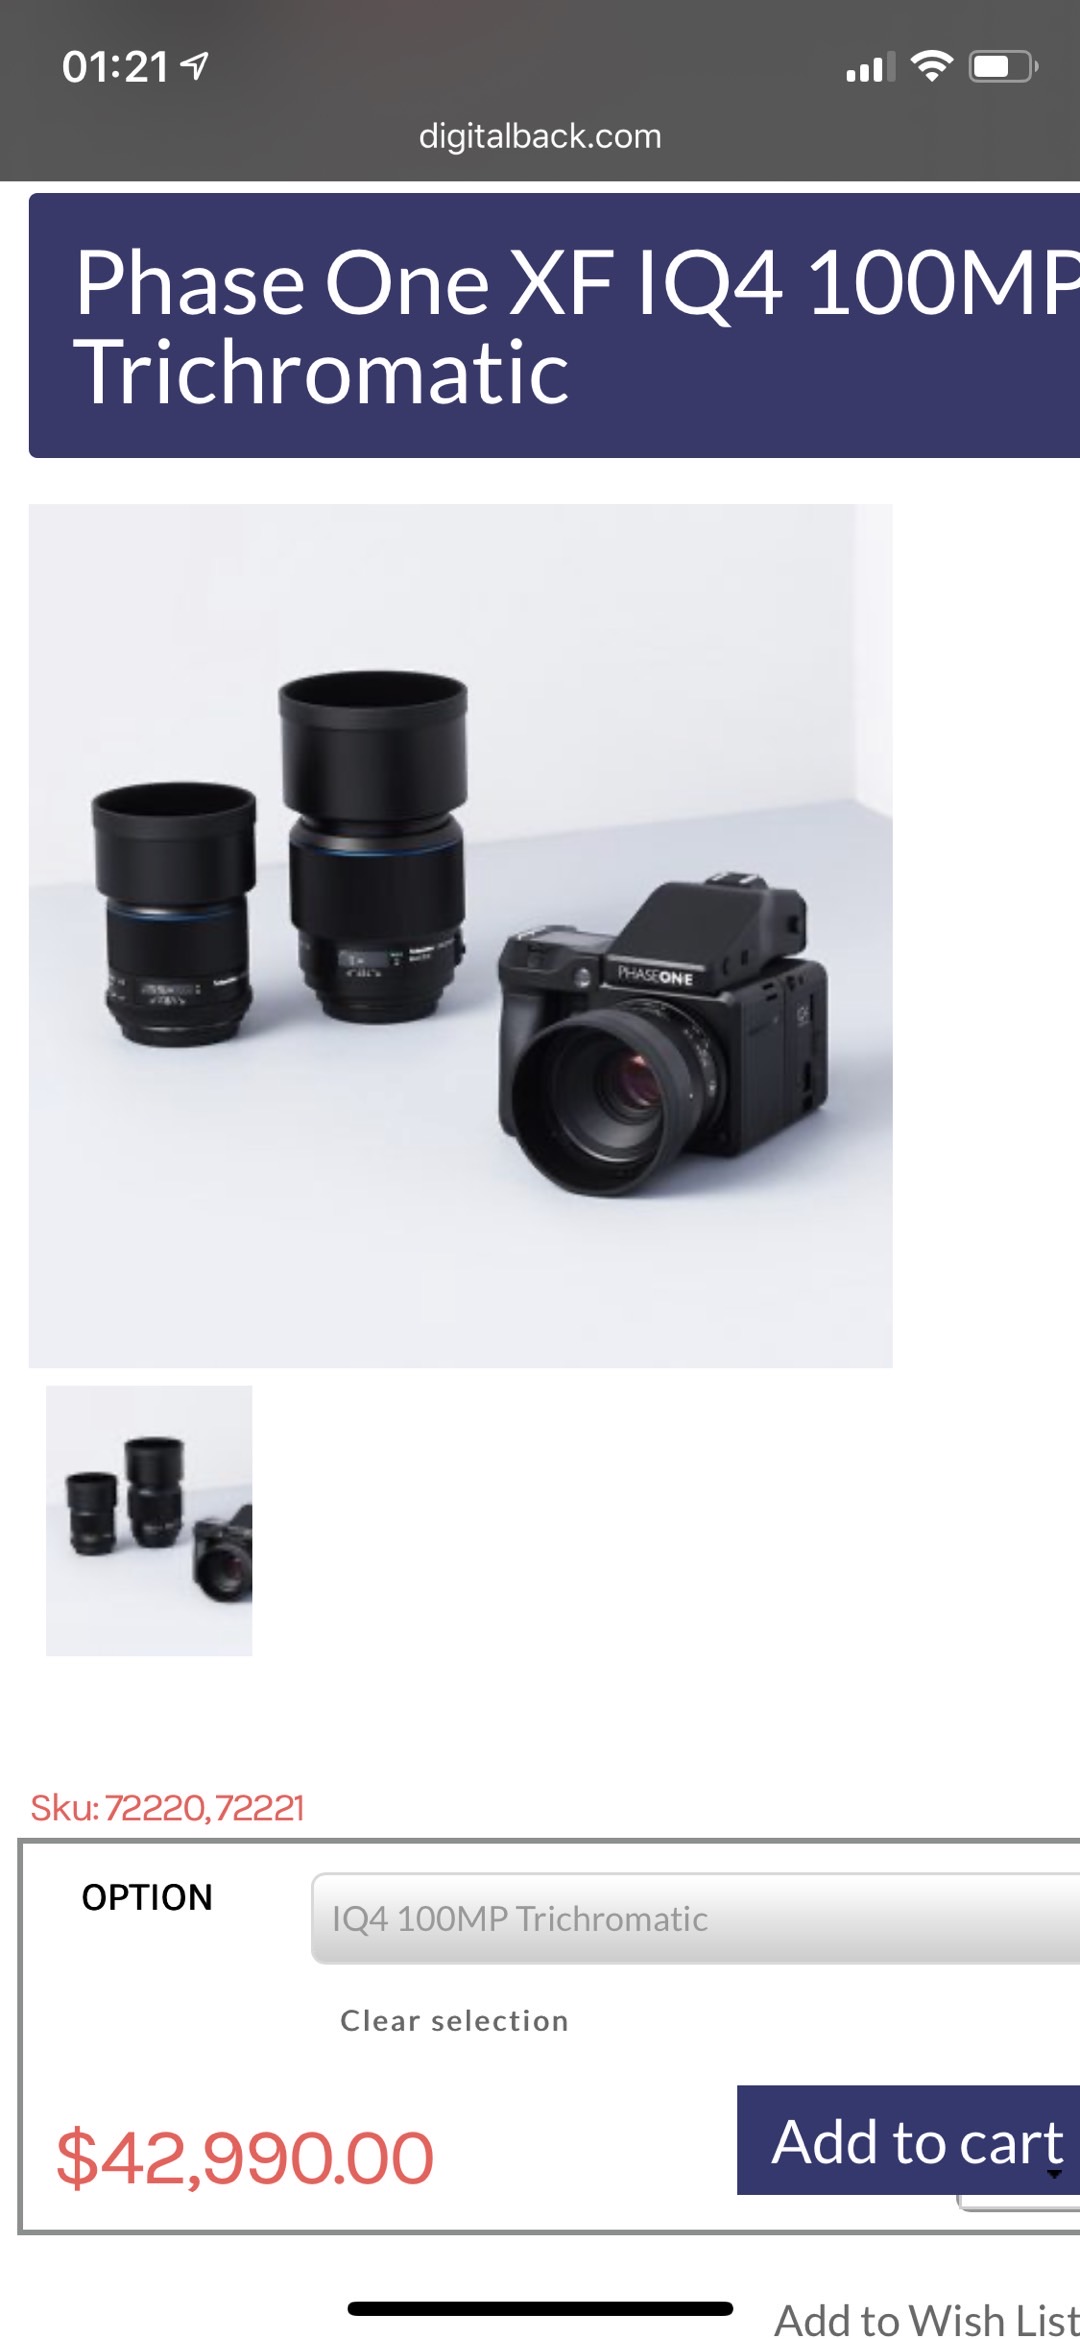 01:21
digitalback.com
Phase One XF IQ4 100MP
Trichromatic
PHASEONE
Sku: 72220,72221
OPTION
IQ4 100MP Trichromatic
Clear selection
$42,990.00
Add to cart
Add to Wish List